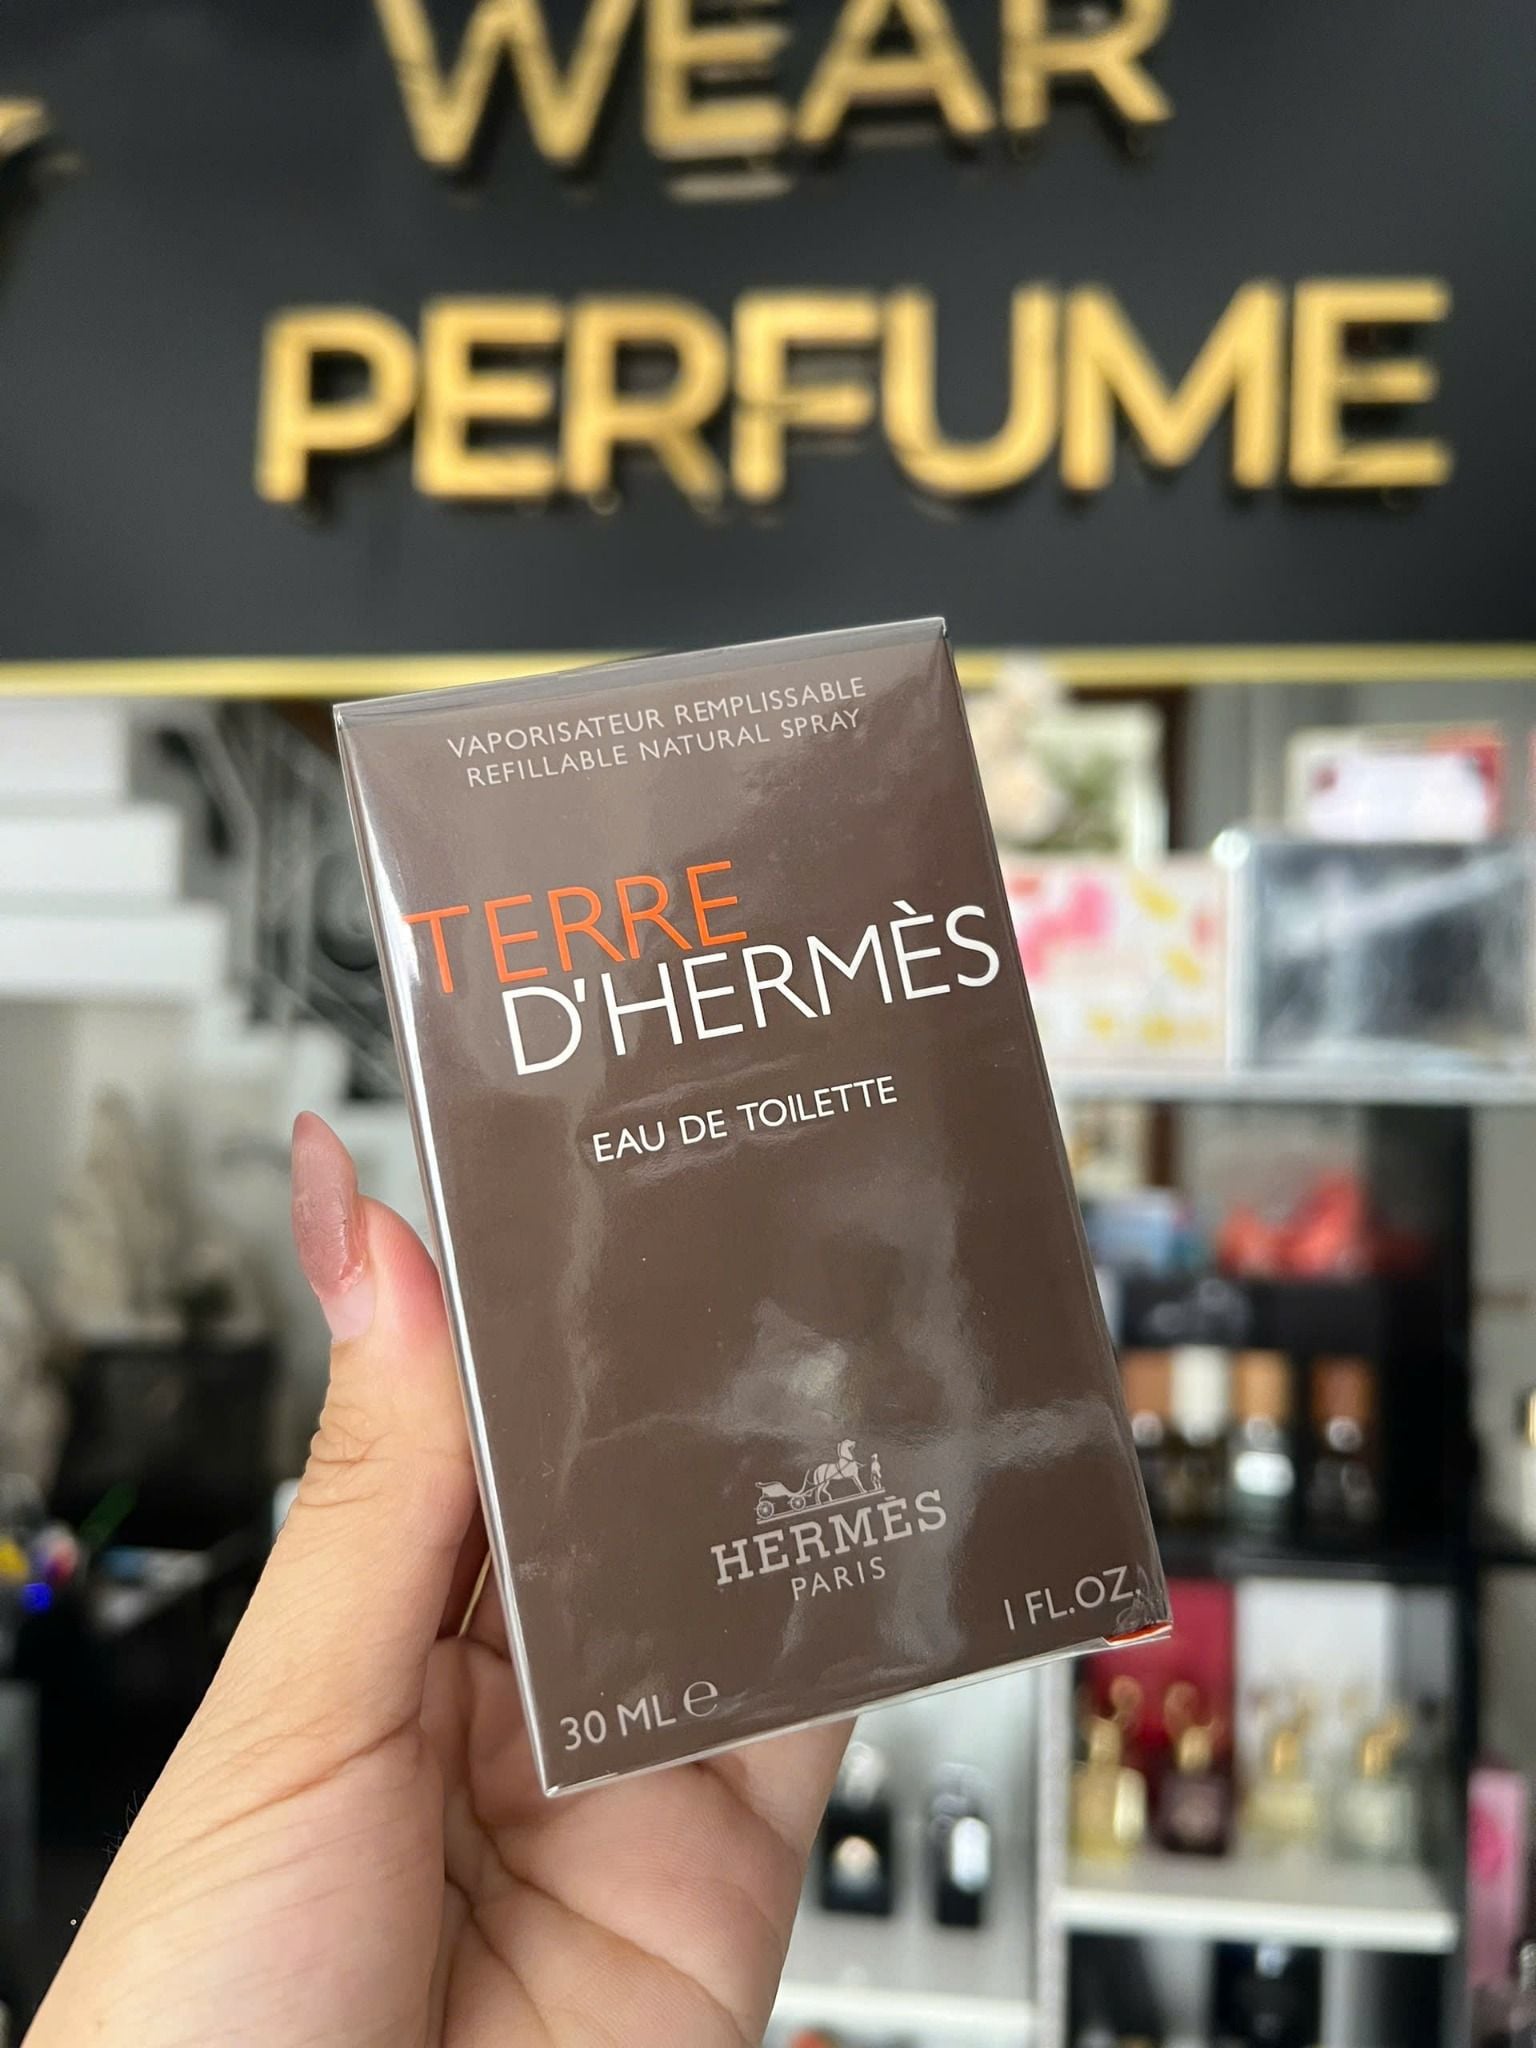 WEAR
PERFUME
VAPORISATEUR REMPLISSABLE
REFILLABLE NATURAL SPRAY
TERRE
D'HERMÈS
EAU DE TOILETTE
HERMÈS
PARIS
30 ML ℮
1 FL.OZ.